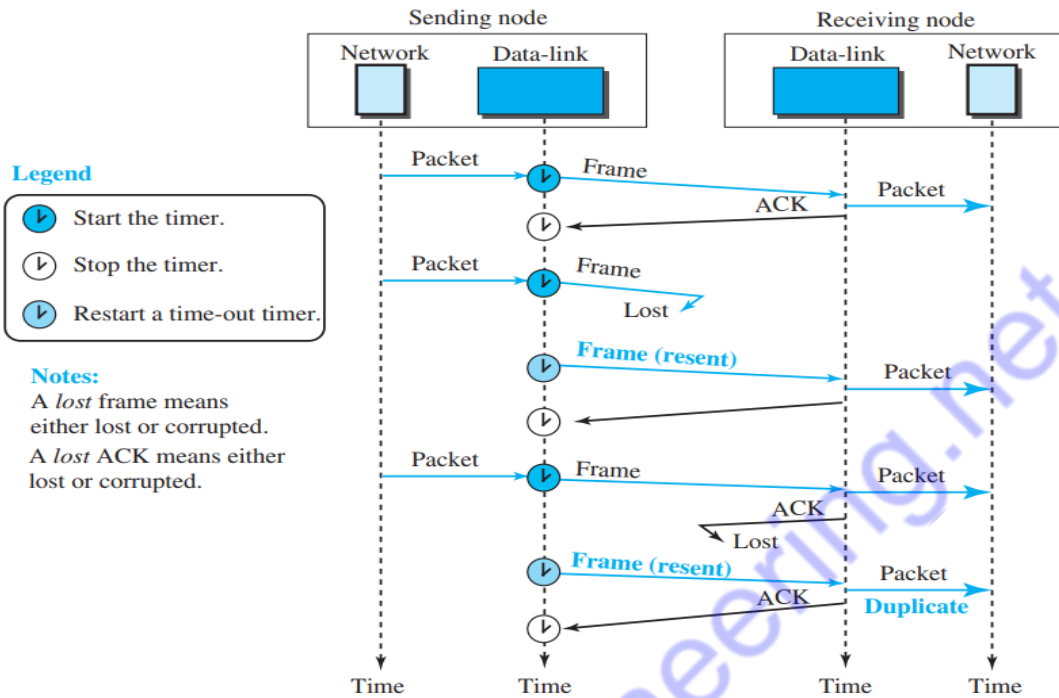 Sending node
Receiving node
Network
Data-link
Data-link
Network
Legend
Start the timer.
Stop the timer.
Restart a time-out timer.
Notes:
A lost frame means
either lost or corrupted.
A lost ACK means either
lost or corrupted.
Packet
Frame
Packet
ACK
Packet
Frame
Lost
Frame (resent)
Packet
Packet
Frame
Packet
ACK
Lost
Frame (resent)
Packet
ACK
Duplicate
Time
Time
Time
Time
eering.net